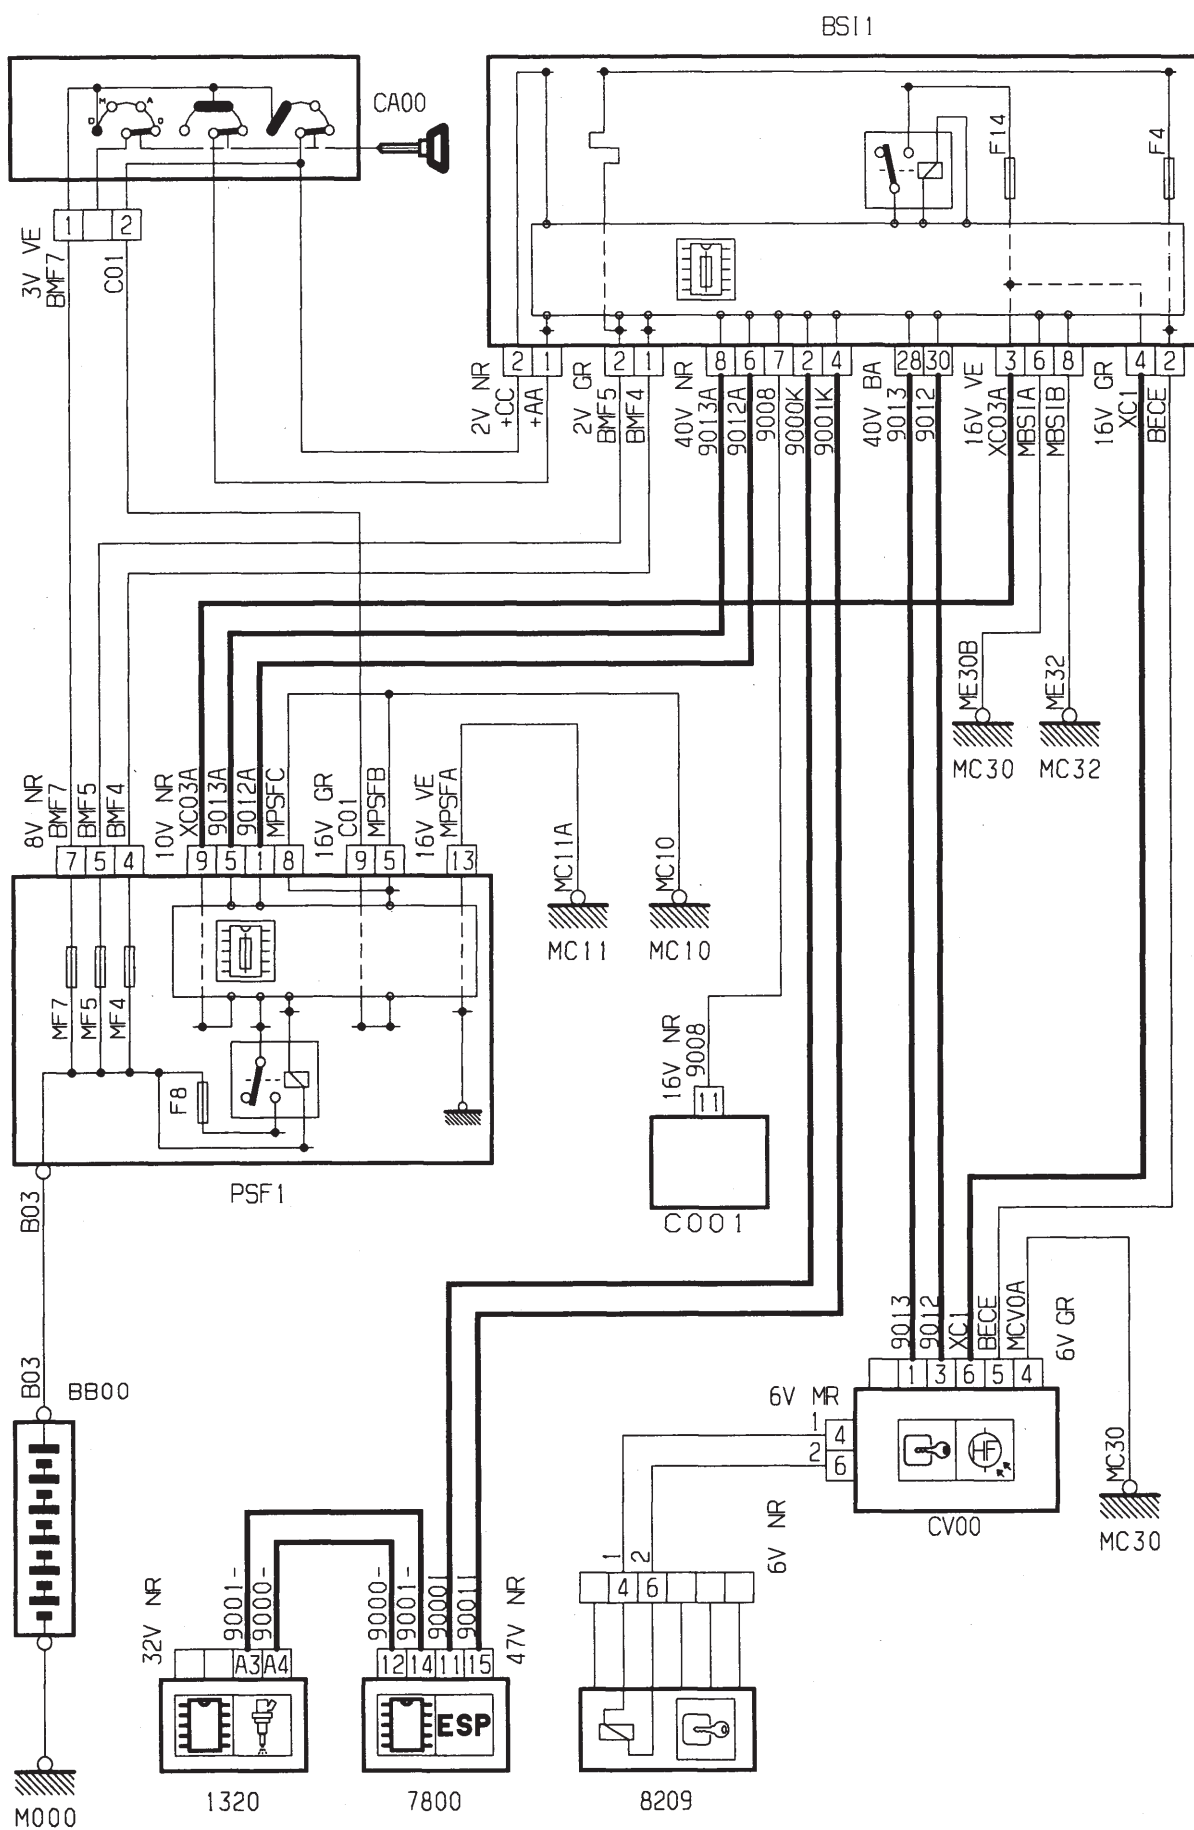 BSI1
CA00
M
A
D
D
F14
F4
1
2
3V VE
BMF7
C01
2
1
2
1
8
6
7
2
4
28
30
3
6
8
4
2
2V NR
+CC
+AA
2V GR
BMF5
BMF4
40V NR
9013A
9012A
9008
9000K
9001K
40V BA
9013
9012
16V VE
XC03A
MBSIA
MBSIB
16V GR
XC1
BECE
ME30B
ME32
MC30
MC32
8V NR
BMF7
BMF5
BMF4
10V NR
XC03A
9013A
9012A
MPSFC
16V GR
C01
MPSFB
16V VE
MPSFA
7
5
4
9
5
1
8
9
5
13
MC11A
MC10
MC11
MC10
MF7
MF5
MF4
F8
PSF1
16V NR
9008
11
C001
B03
B03
BB00
9013
9012
XC1
BECE
MCV0A
6V GR
1
3
6
5
4
6V MR
1
4
2
6
HF
CV00
MC30
MC30
6V NR
1
2
4
6
32V NR
9001-
9000-
9000-
9001-
9000I
9001I
47V NR
A3
A4
12
14
11
15
ESP
1320
7800
8209
M000